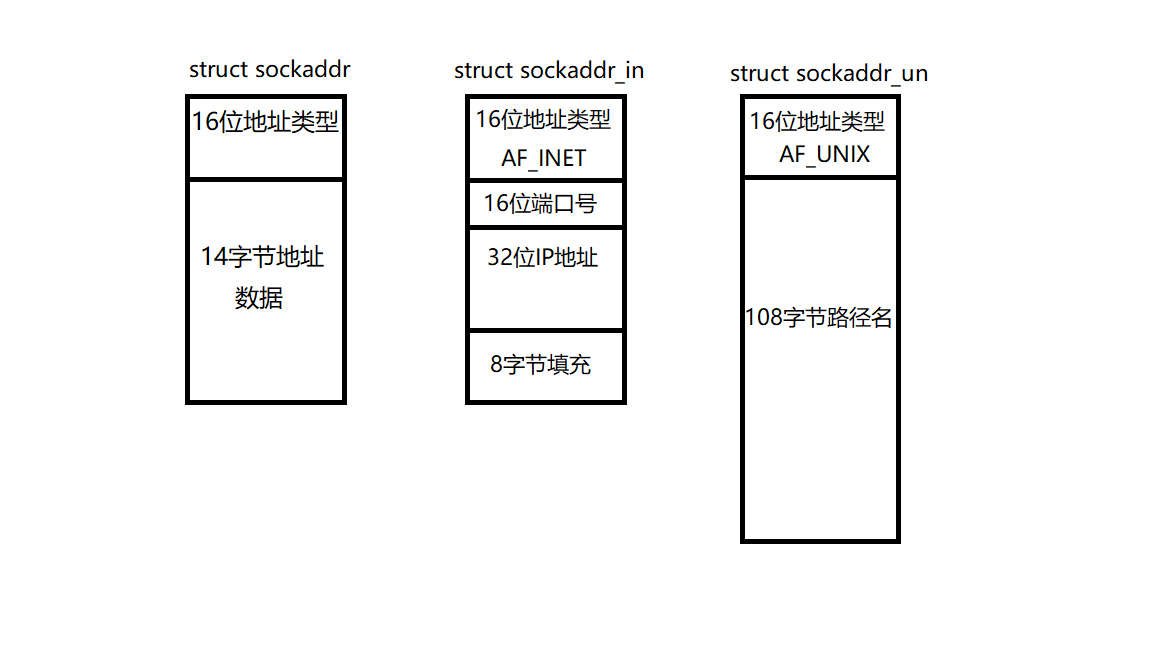 struct sockaddr
16位地址类型
14字节地址
数据
struct sockaddr_in
16位地址类型
AF_INET
16位端口号
32位IP地址
8字节填充
struct sockaddr_un
16位地址类型
AF_UNIX
108字节路径名